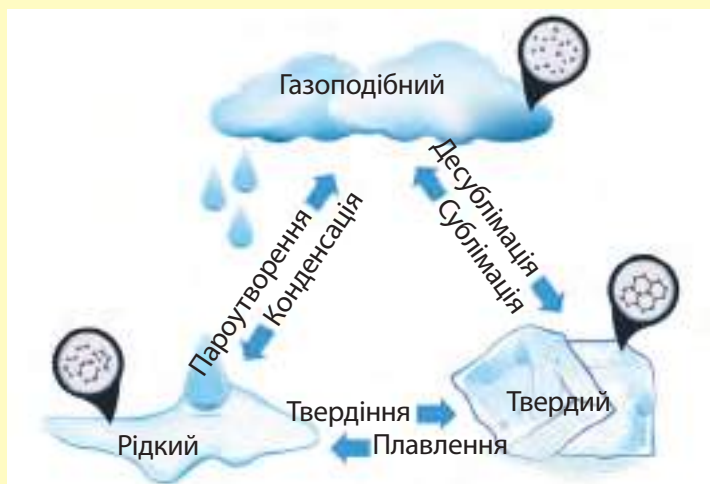 Газоподібний
Десублімація
Сублімація
Пароутворення
Конденсація
Твердіння
Твердий
Рідкий
Плавлення